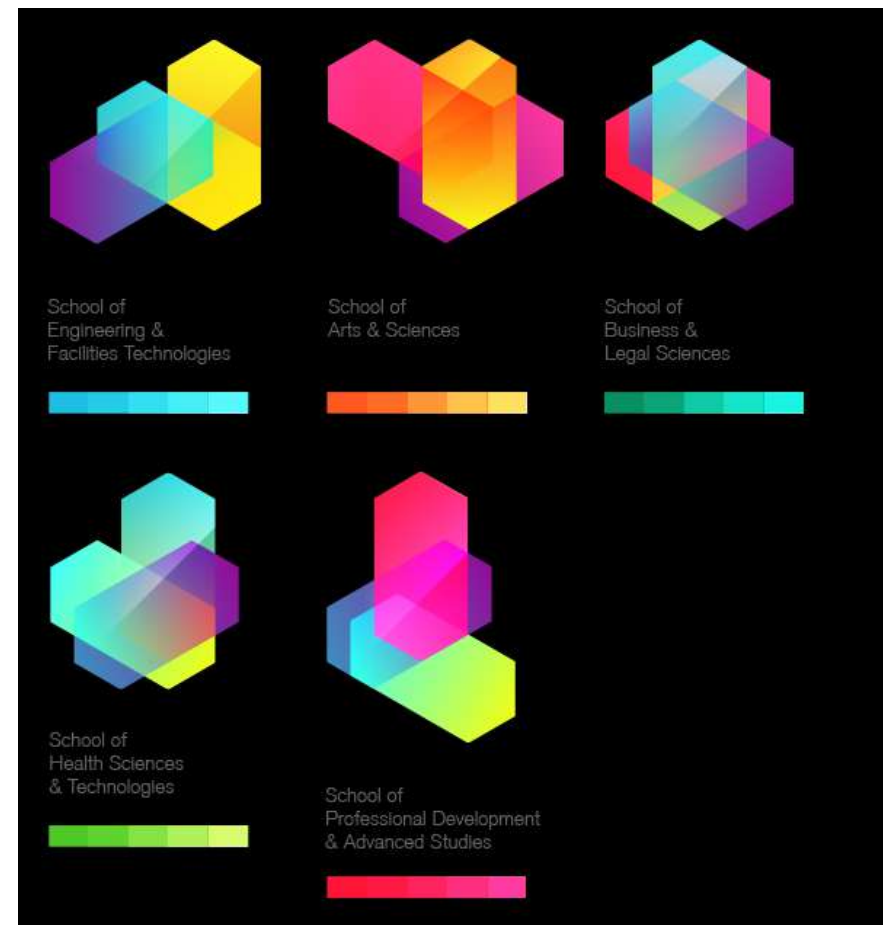 School of
Engineering &
Facilities Technologies
School of
Arts & Sciences
School of
Business &
Legal Sciences
School of
Health Sciences
& Technologies
School of
Professional Development
& Advanced Studies